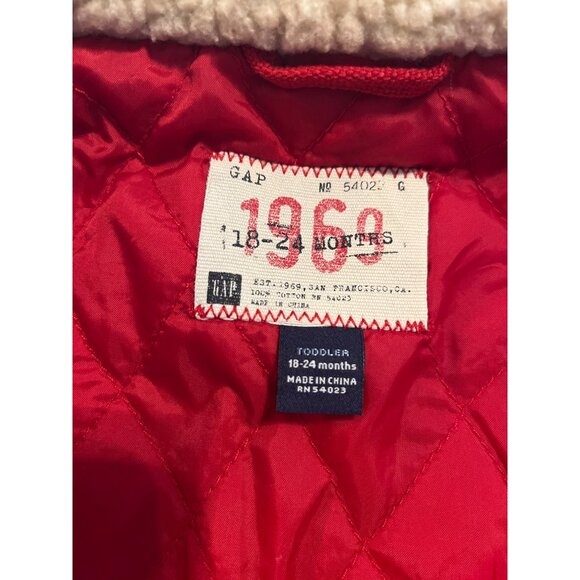 GAP № 54023 G
1969
18-24 MONTHS
GAP
EST. 1969, SAN FRANCISCO, CA.
100% COTTON RN 54023
MADE IN CHINA
TODDLER
18-24 months
MADE IN CHINA
RN 54023